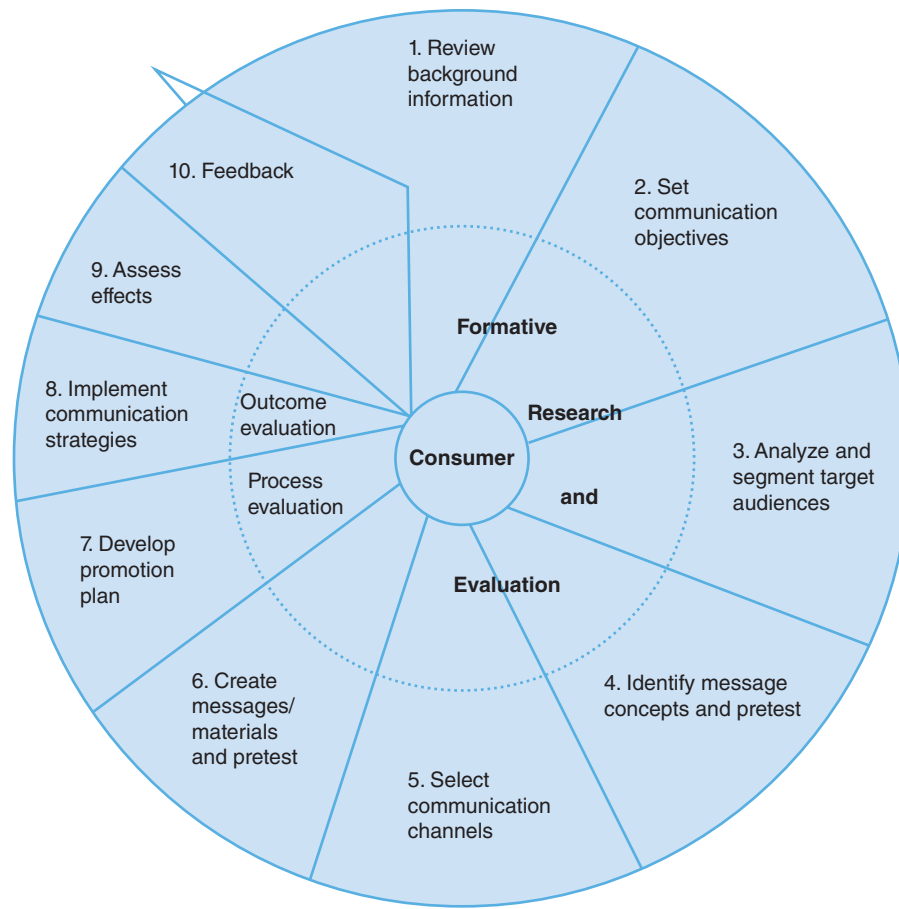 1. Review
background
information
2. Set
communication
objectives
3. Analyze and
segment target
audiences
4. Identify message
concepts and pretest
5. Select
communication
channels
6. Create
messages/
materials
and pretest
7. Develop
promotion
plan
8. Implement
communication
strategies
9. Assess
effects
10. Feedback
Formative
Research
and
Evaluation
Process
evaluation
Outcome
evaluation
Consumer